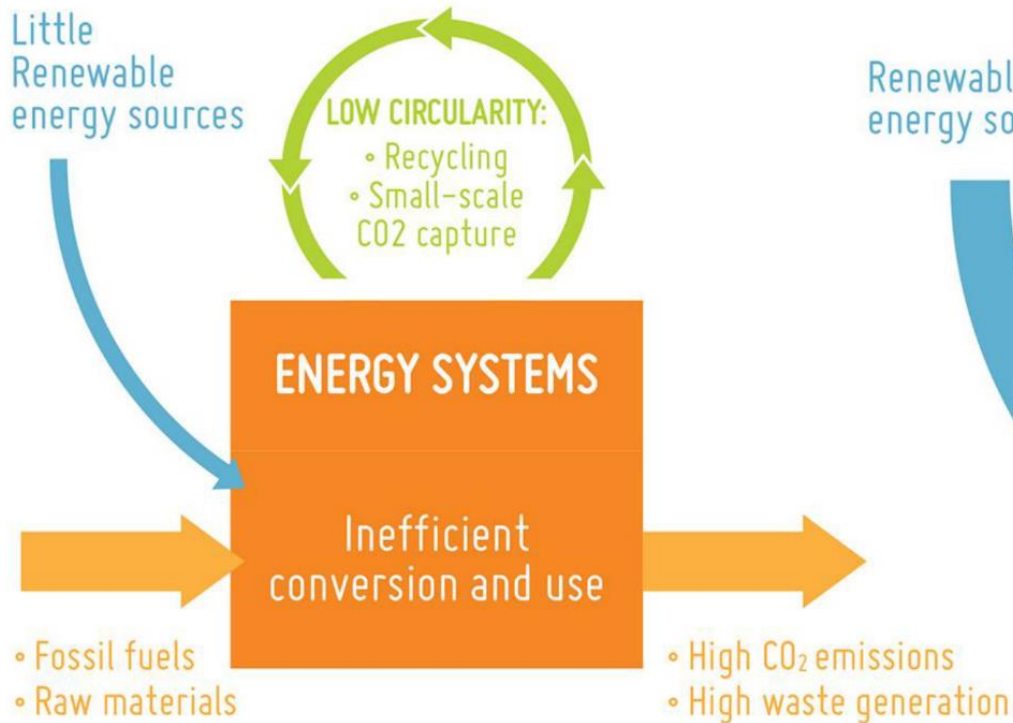 Little
Renewable
energy sources
LOW CIRCULARITY:
• Recycling
• Small-scale
CO2 capture
ENERGY SYSTEMS
Inefficient
conversion and use
• Fossil fuels
• Raw materials
• High CO₂ emissions
• High waste generation
energy